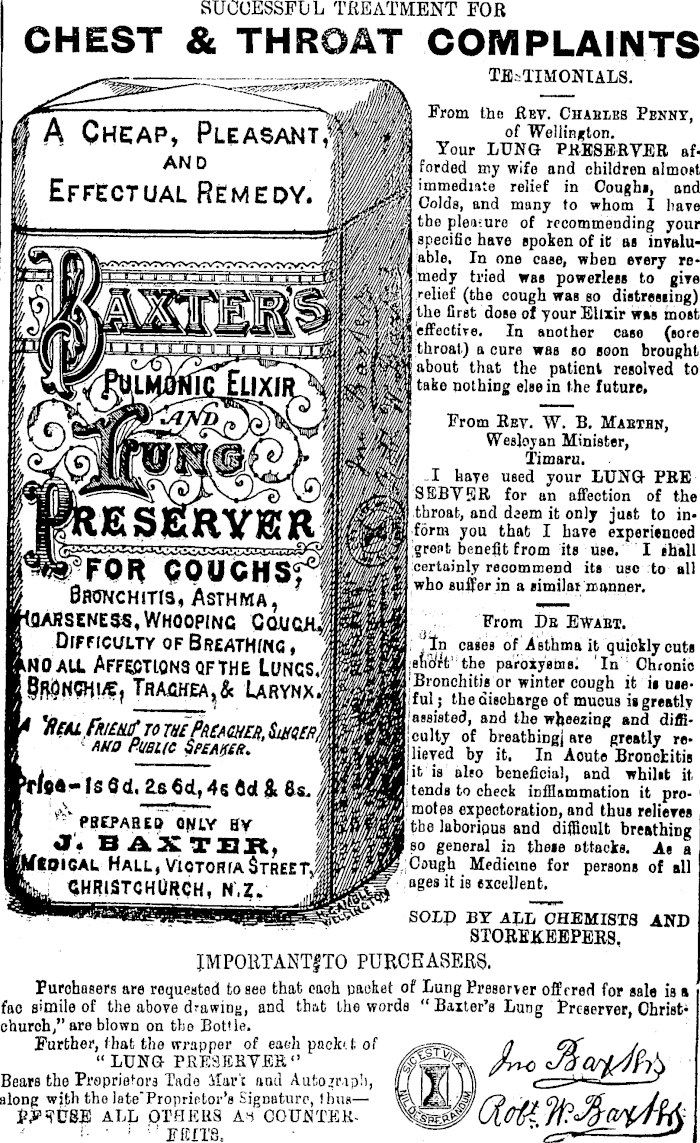 SUCCESSFUL TREATMENT FOR
CHEST & THROAT COMPLAINTS
A CHEAP, PLEASANT,
AND
EFFECTUAL REMEDY.
BAXTER'S
PULMONIC ELIXIR
AND
LUNG
PRESERVER
FOR COUGHS,
BRONCHITIS, ASTHMA,
HOARSENESS, WHOOPING COUGH,
DIFFICULTY OF BREATHING,
AND ALL AFFECTIONS OF THE LUNGS,
BRONCHIÆ, TRACHEA, & LARYNX.
A 'REAL FRIEND' TO THE PREACHER, SINGER
AND PUBLIC SPEAKER.
Price-1s 6d. 2s 6d, 4s 6d & 8s.
PREPARED ONLY BY
J. BAXTER,
MEDICAL HALL, VICTORIA STREET,
CHRISTCHURCH, N.Z.
GAMBLE
WELLINGTON
TESTIMONIALS.
From the REV. CHARLES PENNY,
of Wellington.
Your LUNG PRESERVER af-
forded my wife and children almost
immediate relief in Coughs, and
Colds, and many to whom I have
the pleasure of recommending your
specific have spoken of it as invalu-
able. In one case, when every re-
medy tried was powerless to give
relief (the cough was so distressing)
the first dose of your Elixir was most
effective. In another case (sore
throat) a cure was so soon brought
about that the patient resolved to
take nothing else in the future.
From REV. W. B. MARTHN,
Wesleyan Minister,
Timaru.
I have used your LUNG PRE
SEBVER for an affection of the
throat, and deem it only just to in-
form you that I have experienced
great benefit from its use. I shall
certainly recommend its use to all
who suffer in a similar manner.
From DR EWART.
In cases of Asthma it quickly cuts
short the paroxysms. In Chronic
Bronchitis or winter cough it is use-
ful; the discharge of mucus is greatly
assisted, and the wheezing and diffi-
culty of breathing are greatly re-
lieved by it. In Acute Bronckitis
it is also beneficial, and whilst it
tends to check infflammation it pro-
motes expectoration, and thus relieves
the laborious and difficult breathing
so general in these attacks. As a
Cough Medicine for persons of all
ages it is excellent.
SOLD BY ALL CHEMISTS AND
STOREKEEPERS.
IMPORTANT TO PURCHASERS.
Purchasers are requested to see that each packet of Lung Preserver offered for sale is a
fac simile of the above drawing, and that the words "Baxter's Lung Preserver, Christ-
church," are blown on the Bottle.
Further, that the wrapper of each packet of
"LUNG PRESERVER"
Bears the Proprietors Tade Mark and Autograph,
along with the late Proprietor's Signature, thus—
REFUSE ALL OTHERS AS COUNTER-
FEITS.
SIC EST VITA
NIL DESPERANDUM
Jno Baxter
Robt. W. Baxter